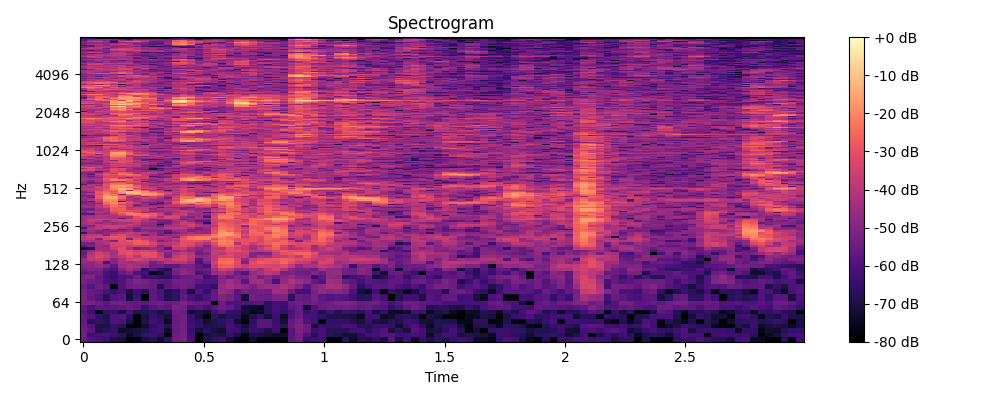 Spectrogram
Hz
4096
2048
1024
512
256
128
64
0
0 0.5 1 1.5 2 2.5
Time
+0 dB
-10 dB
-20 dB
-30 dB
-40 dB
-50 dB
-60 dB
-70 dB
-80 dB